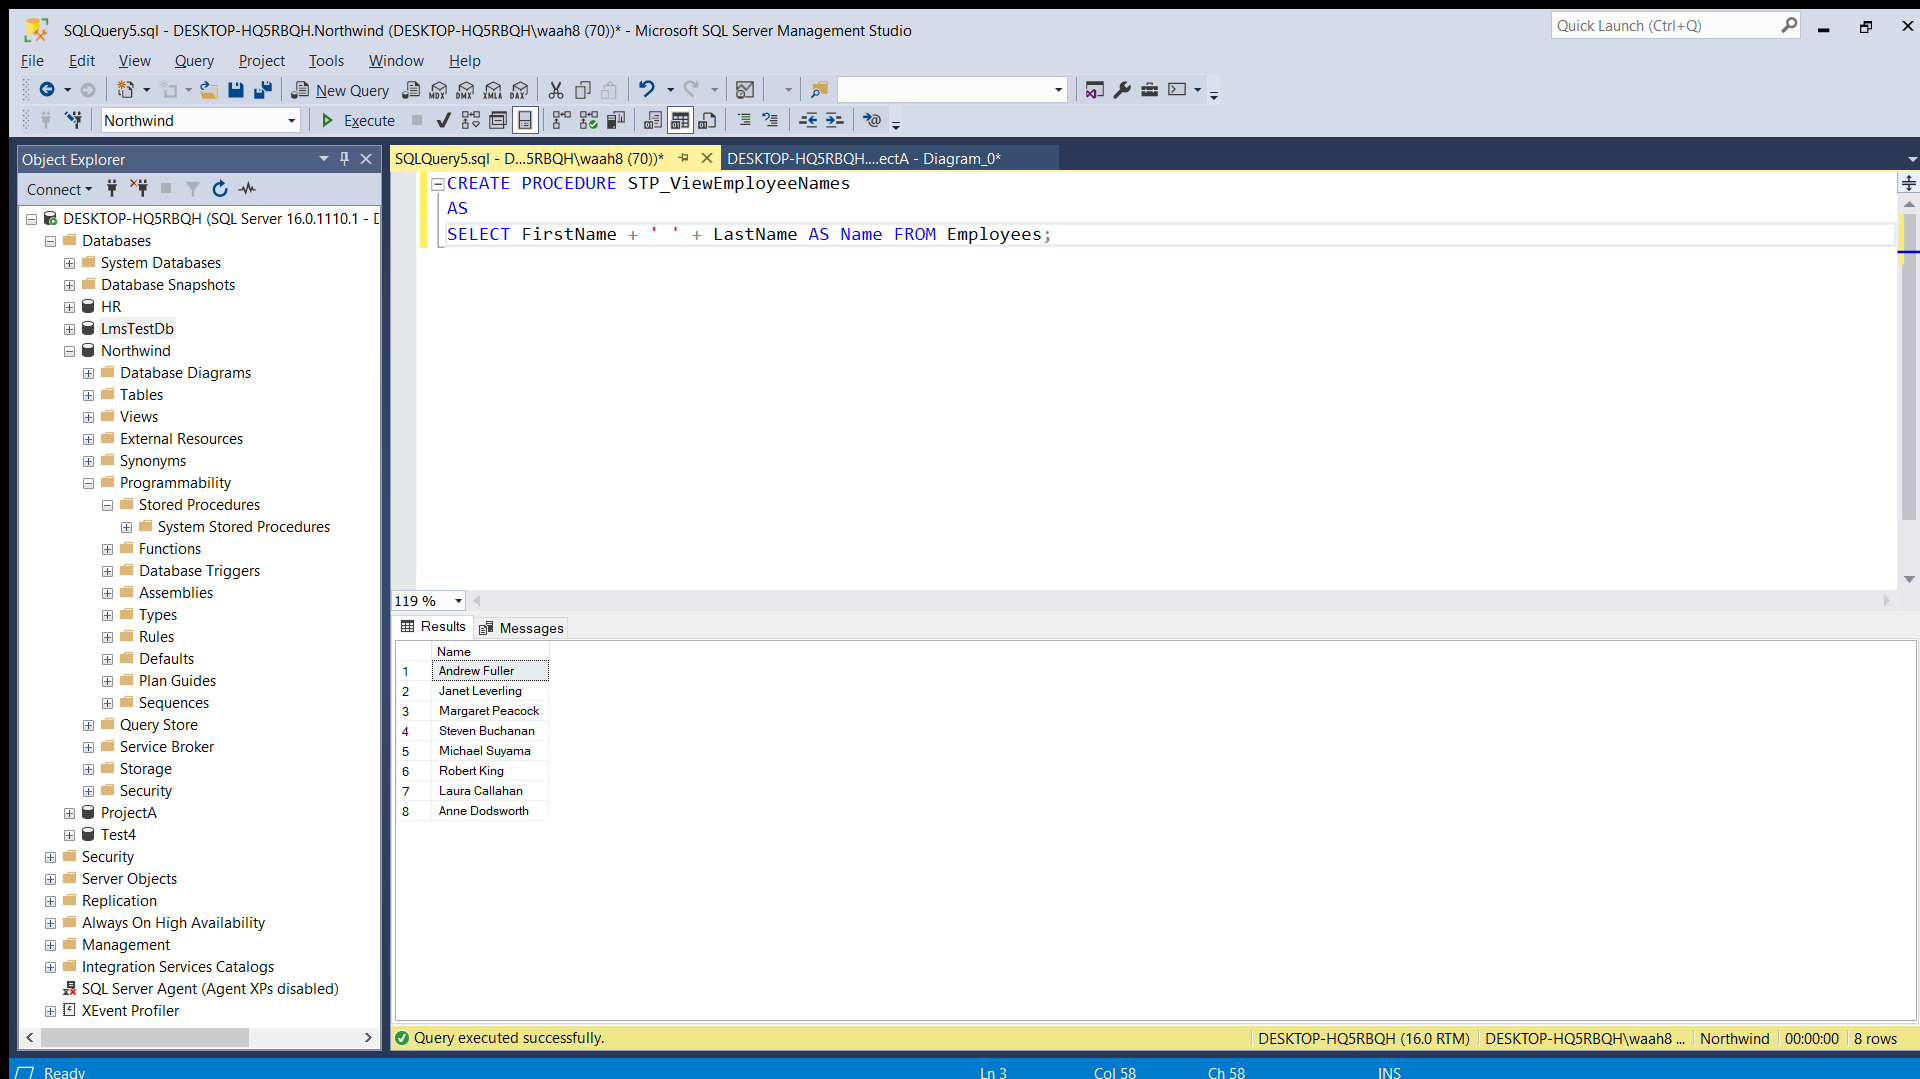 SQLQuery5.sql - DESKTOP-HQ5RBQH.Northwind (DESKTOP-HQ5RBQH\waah8 (70))* - Microsoft SQL Server Management Studio
Quick Launch (Ctrl+Q)
File Edit View Query Project Tools Window Help
New Query
MDX DMX XMLA DAX
Northwind
Execute
Object Explorer
SQLQuery5.sql - D...5RBQH\waah8 (70))*
DESKTOP-HQ5RBQH....ectA - Diagram_0*
Connect
DESKTOP-HQ5RBQH (SQL Server 16.0.1110.1 - D
Databases
System Databases
Database Snapshots
HR
LmsTestDb
Northwind
Database Diagrams
Tables
Views
External Resources
Synonyms
Programmability
Stored Procedures
System Stored Procedures
Functions
Database Triggers
Assemblies
Types
Rules
Defaults
Plan Guides
Sequences
Query Store
Service Broker
Storage
Security
ProjectA
Test4
Security
Server Objects
Replication
Always On High Availability
Management
Integration Services Catalogs
SQL Server Agent (Agent XPs disabled)
XEvent Profiler
CREATE PROCEDURE STP_ViewEmployeeNames
AS
SELECT FirstName + ' ' + LastName AS Name FROM Employees;
119 %
Results Messages
Name
1 Andrew Fuller
2 Janet Leverling
3 Margaret Peacock
4 Steven Buchanan
5 Michael Suyama
6 Robert King
7 Laura Callahan
8 Anne Dodsworth
Query executed successfully.
DESKTOP-HQ5RBQH (16.0 RTM) DESKTOP-HQ5RBQH\waah8 ... Northwind 00:00:00 8 rows
Ready Ln 3 Col 58 Ch 58 INS